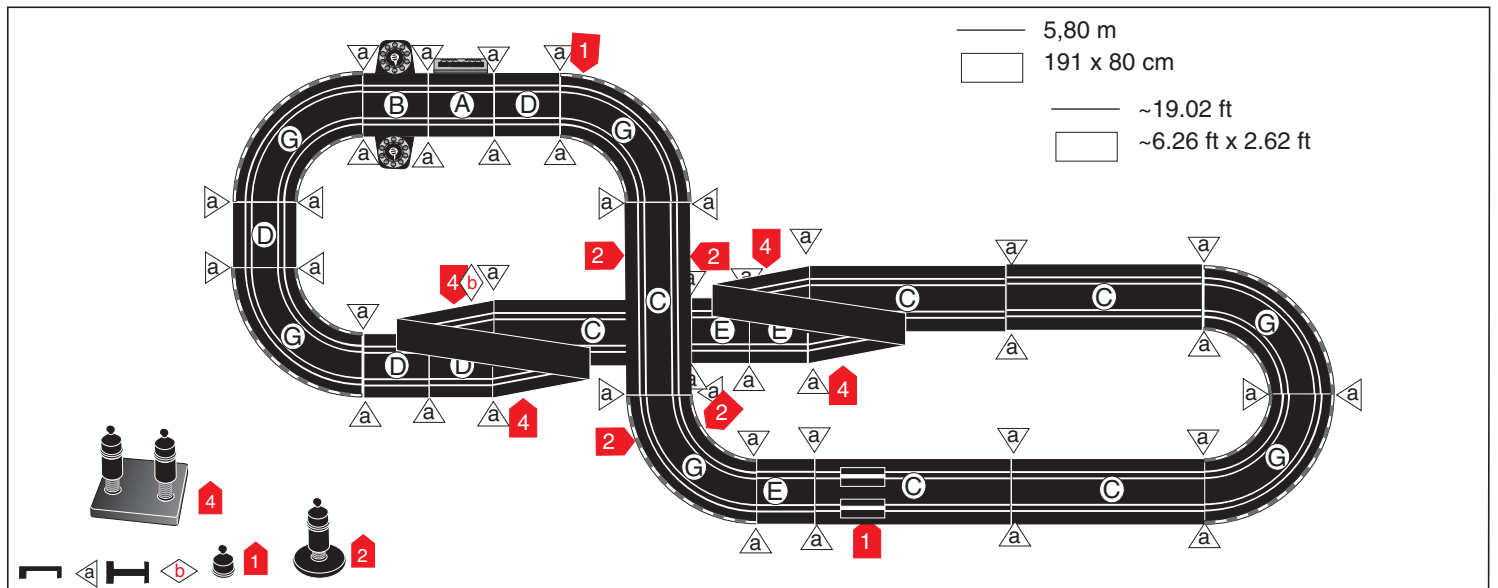 5,80 m
191 x 80 cm
~19.02 ft
~6.26 ft x 2.62 ft
a a a a 1
B A D
G G
a a a a
a a a a
D
2 2 4 a
a a a a
4 b a a a
C C C
G C E E G
D D
a a a
a a a 4 a a a 4 a
2
2
a a a a
G G
E C C
a a a a
1
4
a b 1 2